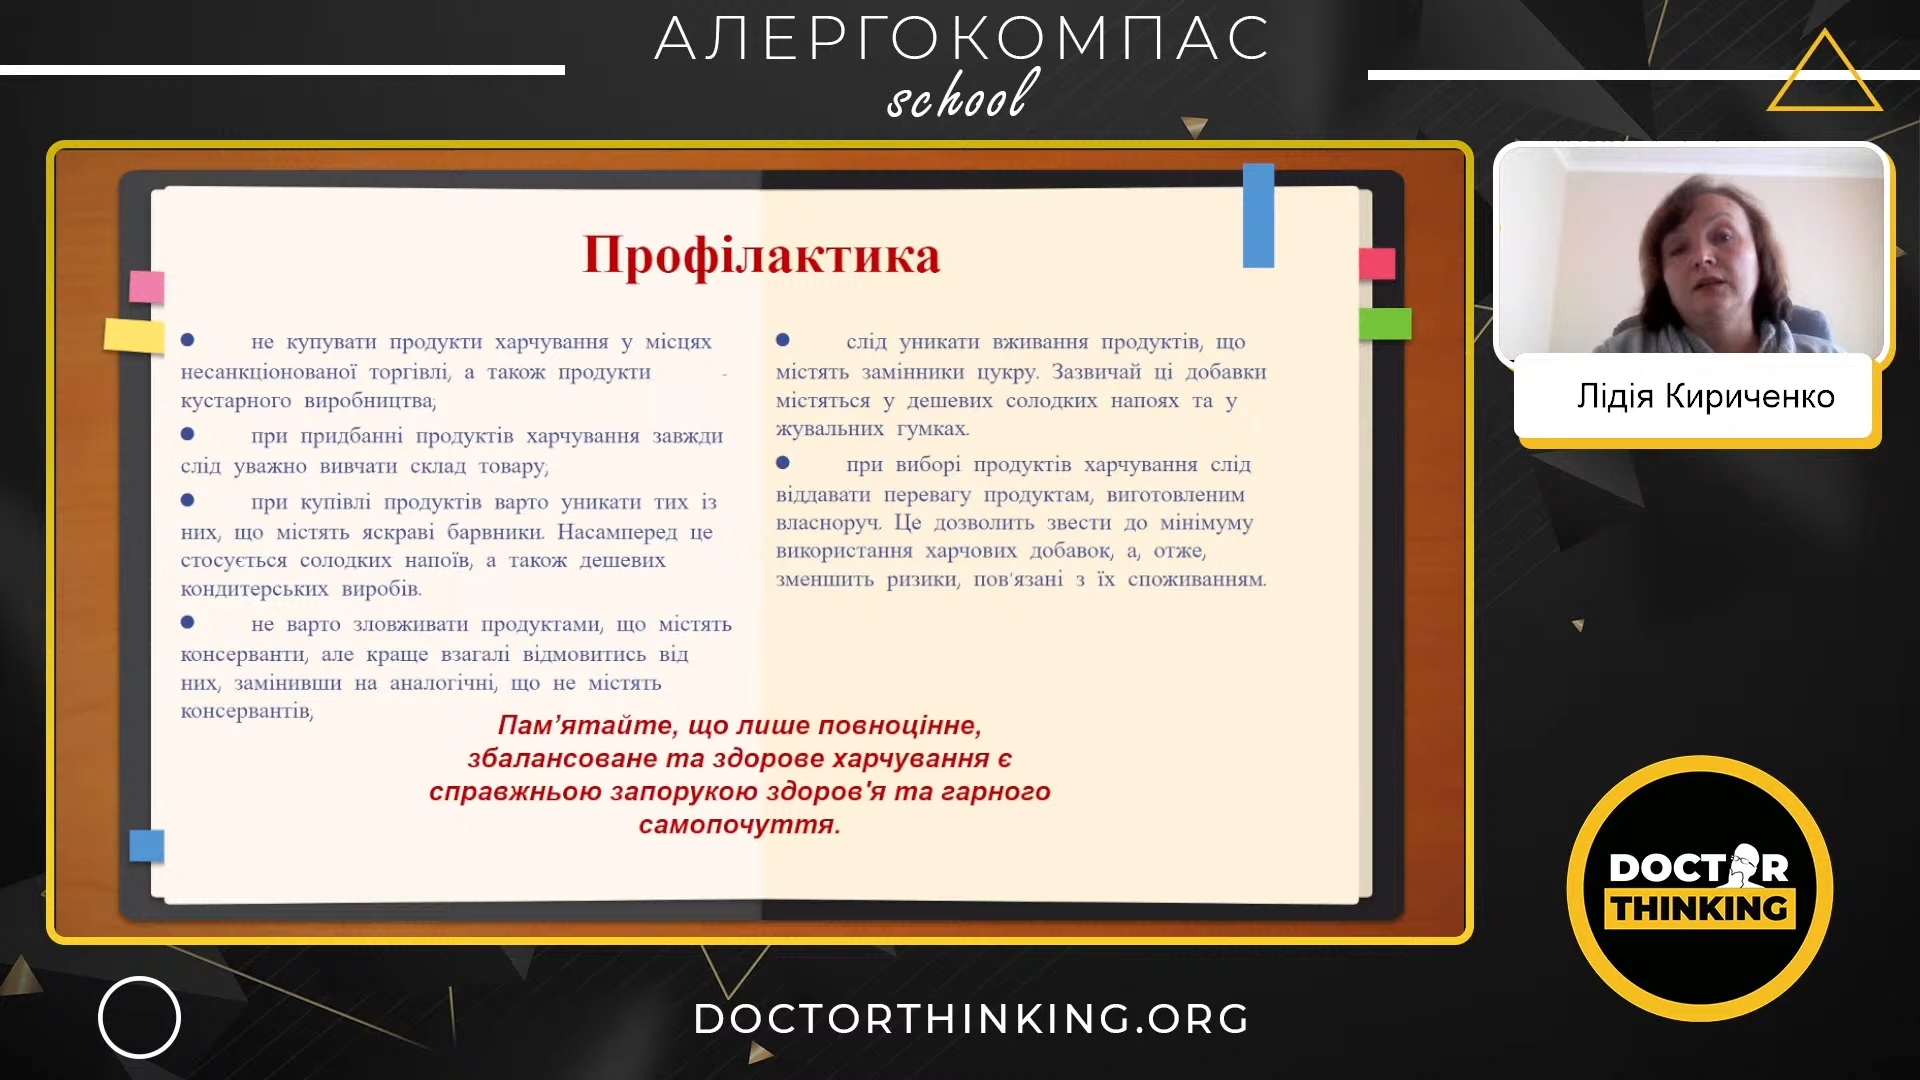 АЛЕРГОКОМПАС
school
Профілактика
не купувати продукти харчування у місцях
несанкціонованої торгівлі, а також продукти
кустарного виробництва;
при придбанні продуктів харчування завжди
слід уважно вивчати склад товару;
при купівлі продуктів варто уникати тих із
них, що містять яскраві барвники. Насамперед це
стосується солодких напоїв, а також дешевих
кондитерських виробів.
не варто зловживати продуктами, що містять
консерванти, але краще взагалі відмовитись від
них, замінивши на аналогічні, що не містять
консервантів;
слід уникати вживання продуктів, що
містять замінники цукру. Зазвичай ці добавки
містяться у дешевих солодких напоях та у
жувальних гумках.
при виборі продуктів харчування слід
віддавати перевагу продуктам, виготовленим
власноруч. Це дозволить звести до мінімуму
використання харчових добавок, а, отже,
зменшить ризики, пов'язані з їх споживанням.
Пам’ятайте, що лише повноцінне,
збалансоване та здорове харчування є
справжньою запорукою здоров'я та гарного
самопочуття.
Лідія Кириченко
DOCTOR
THINKING
DOCTORTHINKING.ORG